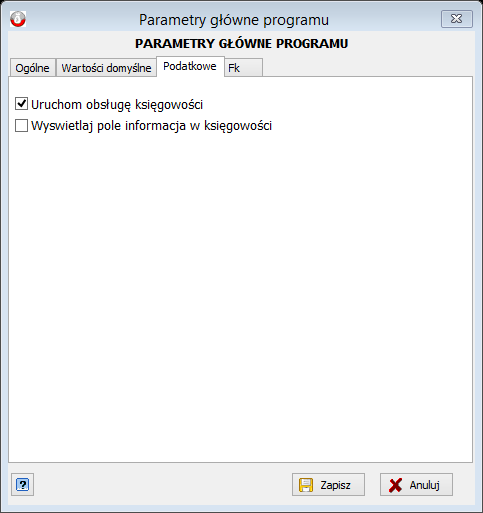 Parametry główne programu
PARAMETRY GŁÓWNE PROGRAMU
Ogólne Wartości domyślne Podatkowe Fk
Uruchom obsługę księgowości
Wyswietlaj pole informacja w księgowości
? Zapisz Anuluj